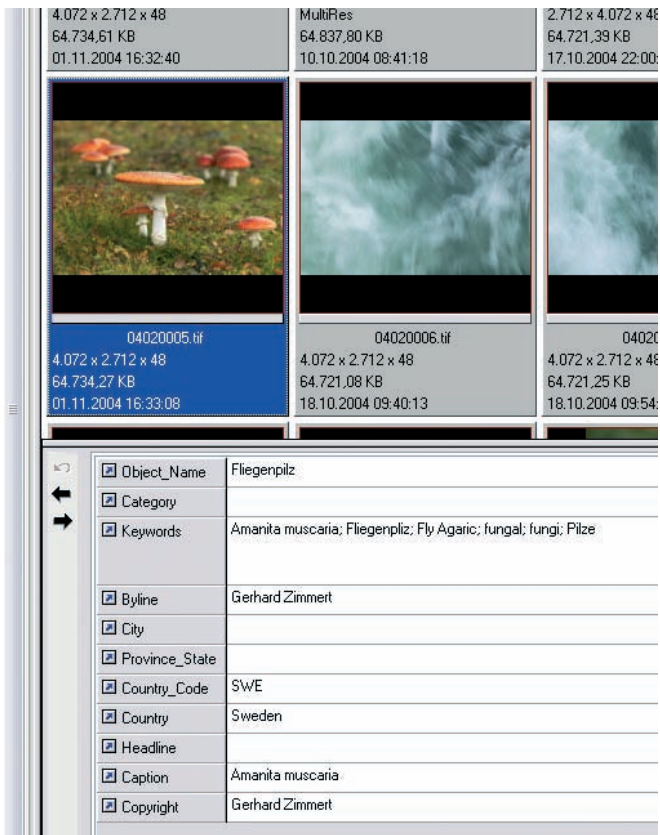 4.072 x 2.712 x 48
64.734,61 KB
01.11.2004 16:32:40
MultiRes
64.837,80 KB
10.10.2004 08:41:18
2.712 x 4.072 x 48
64.721,39 KB
17.10.2004 22:00:
04020005.tif
4.072 x 2.712 x 48
64.734,27 KB
01.11.2004 16:33:08
04020006.tif
4.072 x 2.712 x 48
64.721,08 KB
18.10.2004 09:40:13
04020
4.072 x 2.712 x 48
64.721,25 KB
18.10.2004 09:54:
Object_Name Fliegenpilz
Category
Keywords Amanita muscaria; Fliegenpliz; Fly Agaric; fungal; fungi; Pilze
Byline Gerhard Zimmert
City
Province_State
Country_Code SWE
Country Sweden
Headline
Caption Amanita muscaria
Copyright Gerhard Zimmert